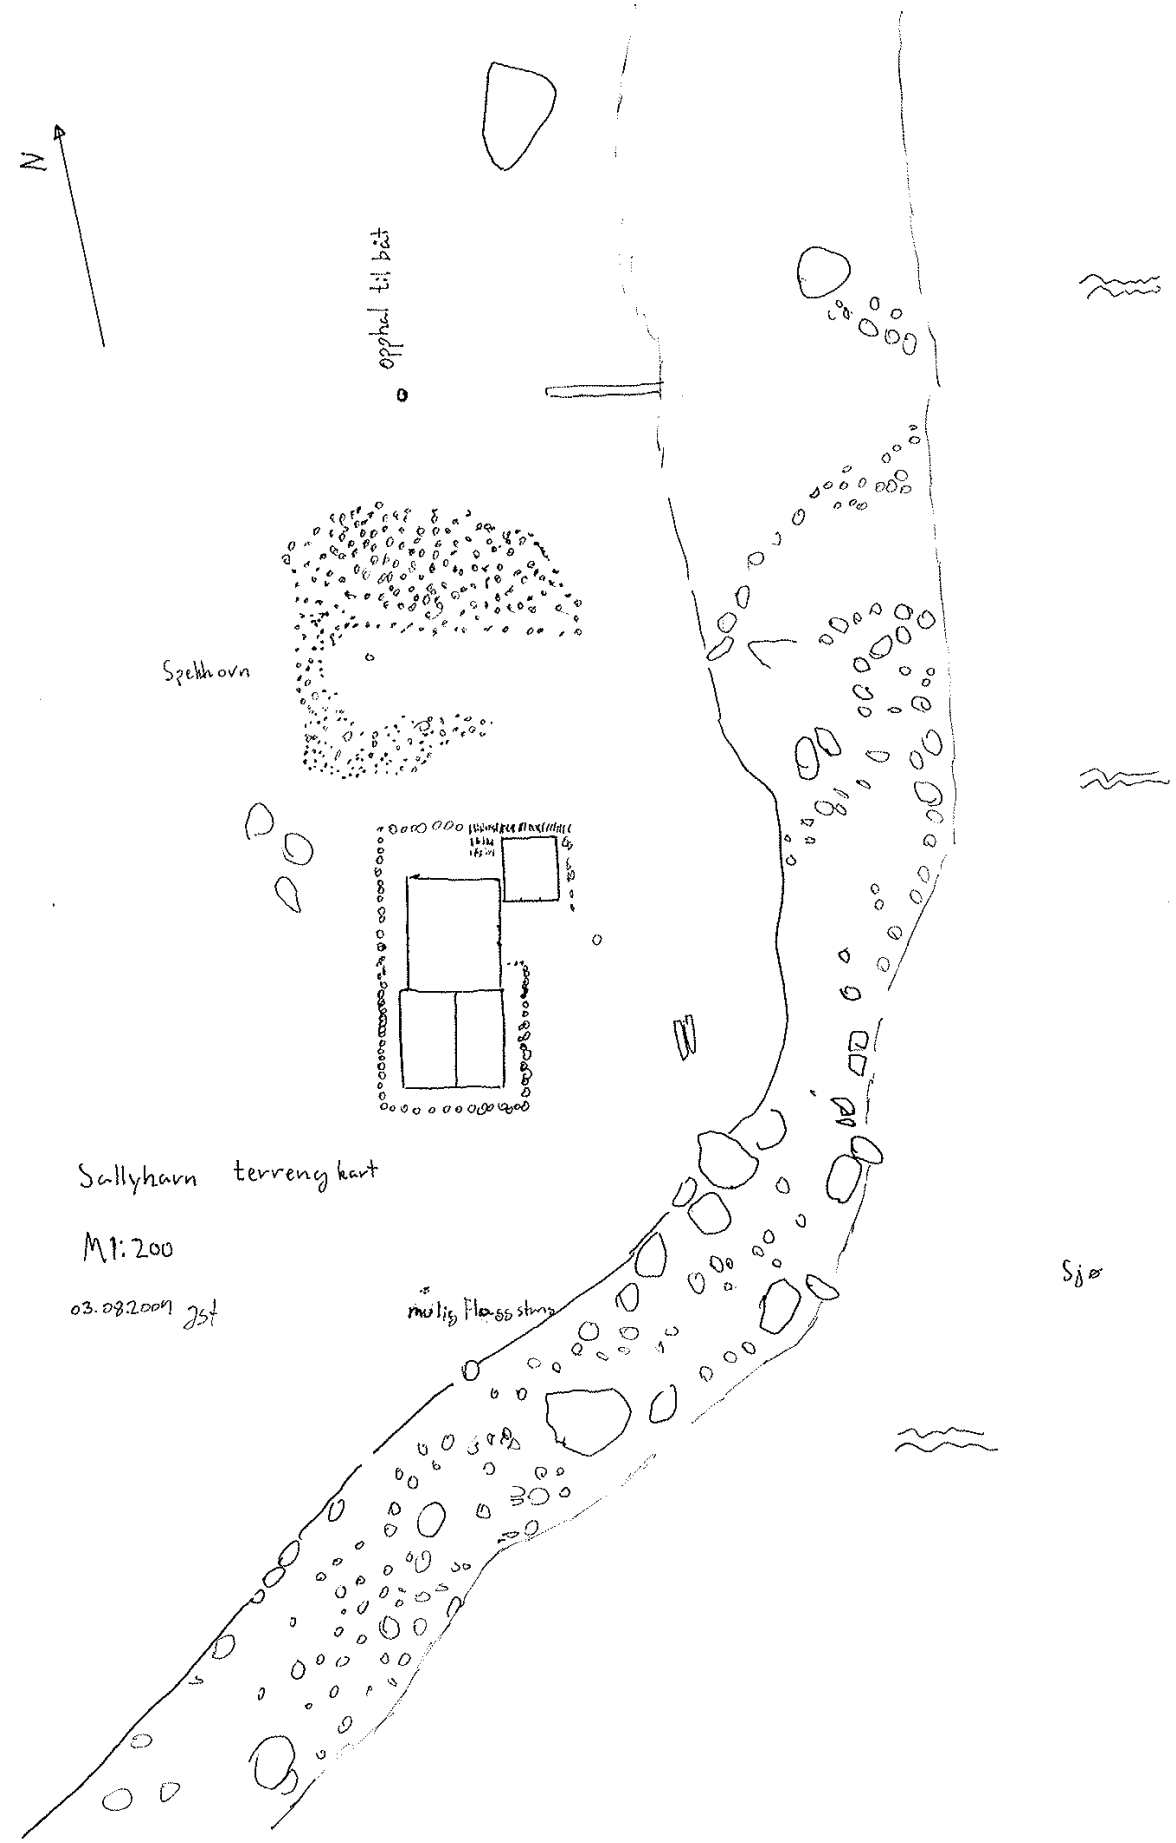 N
opphal til båt
Spekkovn
Sallyhavn terrengkart
M1:200
03.08.2009 JST
mulig Flaggstang
Sjø